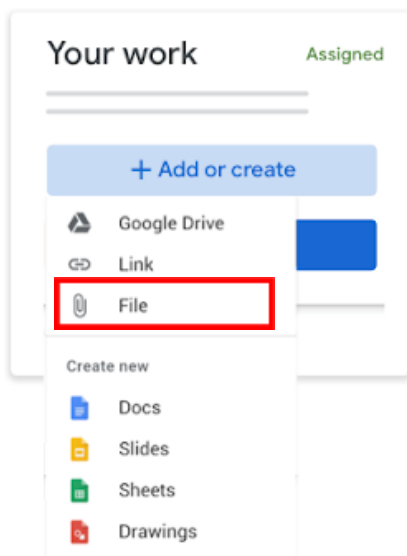 Your work
Assigned
+ Add or create
Google Drive
Link
File
Create new
Docs
Slides
Sheets
Drawings